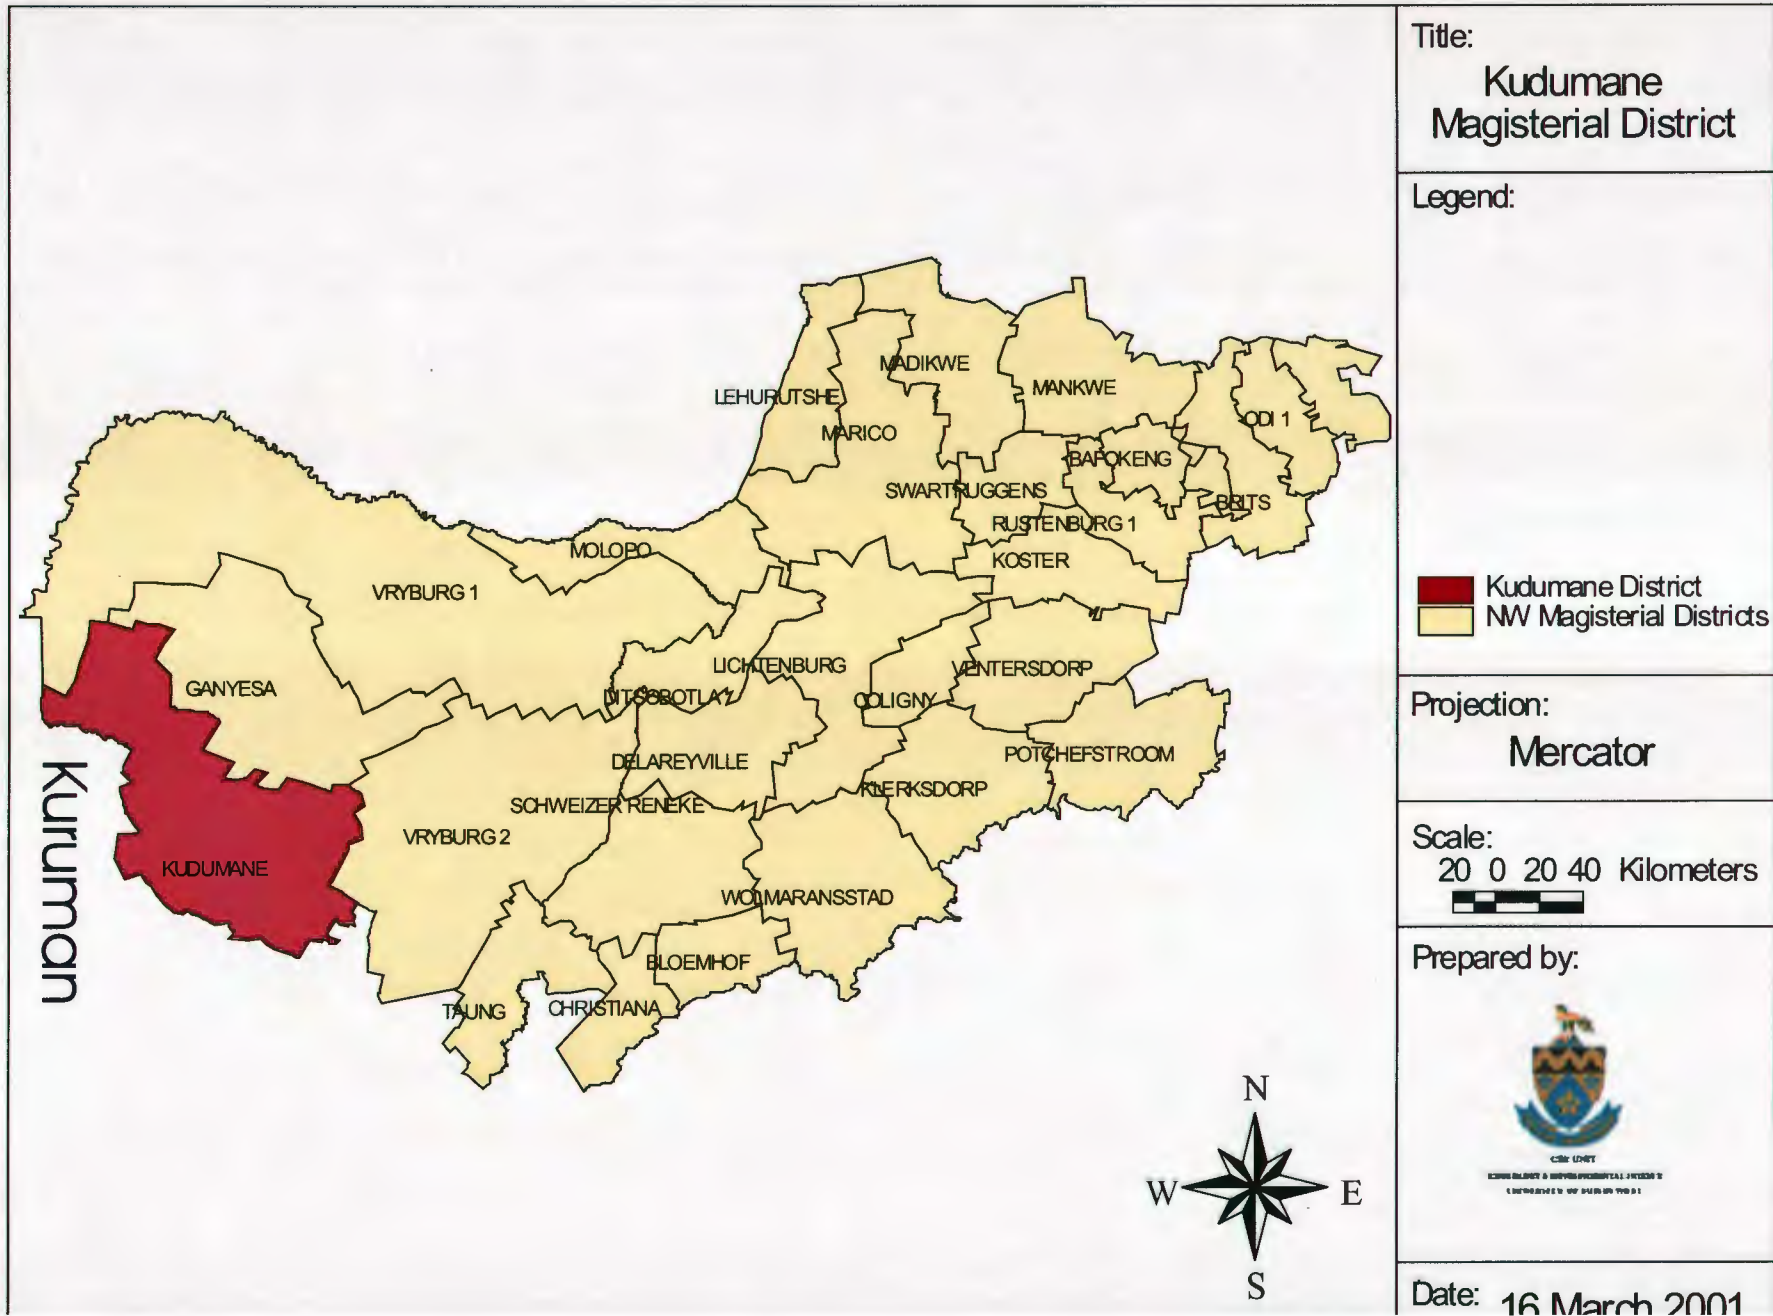 Title:
Kudumane
Magisterial District
Legend:
Kudumane District
NW Magisterial Districts
Projection:
Mercator
Scale:
20 0 20 40 Kilometers
Prepared by:
Date: 16 March 2001
MADIKWE
LEHURUTSHE
MANKWE
MARICO
ODI 1
BAFOKENG
SWARTRUGGENS
BRITS
RUSTENBURG 1
KOSTER
MOLOPO
VRYBURG 1
LICHTENBURG
VENTERSDORP
GANYESA
DITSOBOTLA
COLIGNY
DELAREYVILLE
POTCHEFSTROOM
KLERKSDORP
SCHWEIZER RENEKE
VRYBURG 2
KUDUMANE
WOLMARANSSTAD
BLOEMHOF
TAUNG
CHRISTIANA
Kuruman
N
W E
S